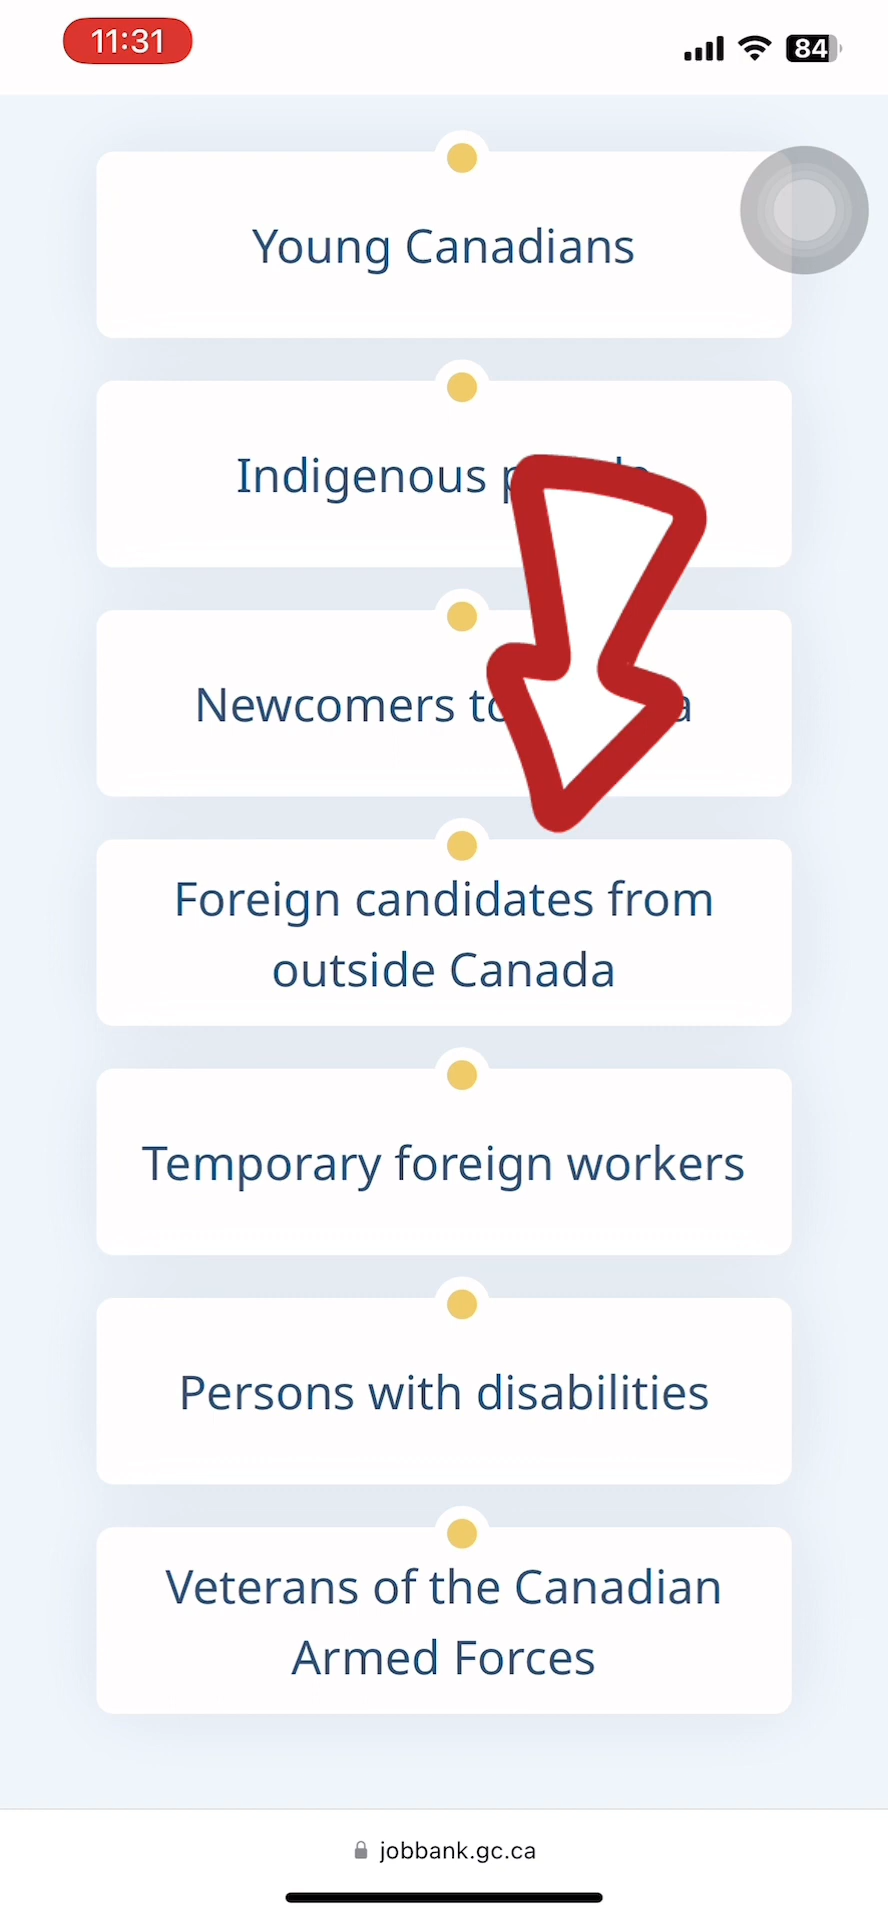 11:31
84
Young Canadians
Indigenous
Newcomers
Foreign candidates from
outside Canada
Temporary foreign workers
Persons with disabilities
Veterans of the Canadian
Armed Forces
jobbank.gc.ca